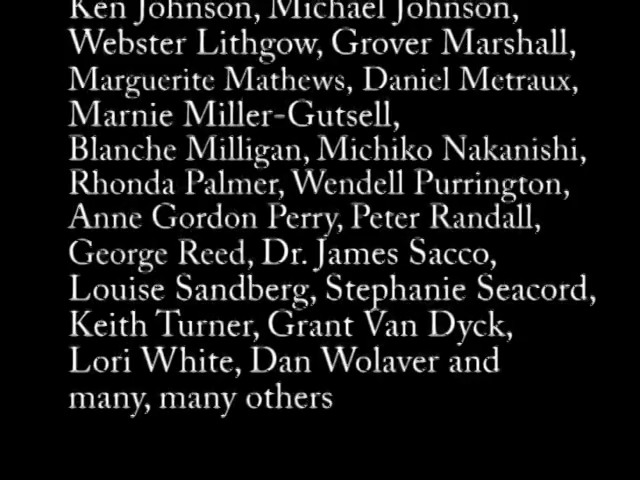 Ken Johnson, Michael Johnson,
Webster Lithgow, Grover Marshall,
Marguerite Mathews, Daniel Metraux,
Marnie Miller-Gutsell,
Blanche Milligan, Michiko Nakanishi,
Rhonda Palmer, Wendell Purrington,
Anne Gordon Perry, Peter Randall,
George Reed, Dr. James Sacco,
Louise Sandberg, Stephanie Seacord,
Keith Turner, Grant Van Dyck,
Lori White, Dan Wolaver and
many, many others